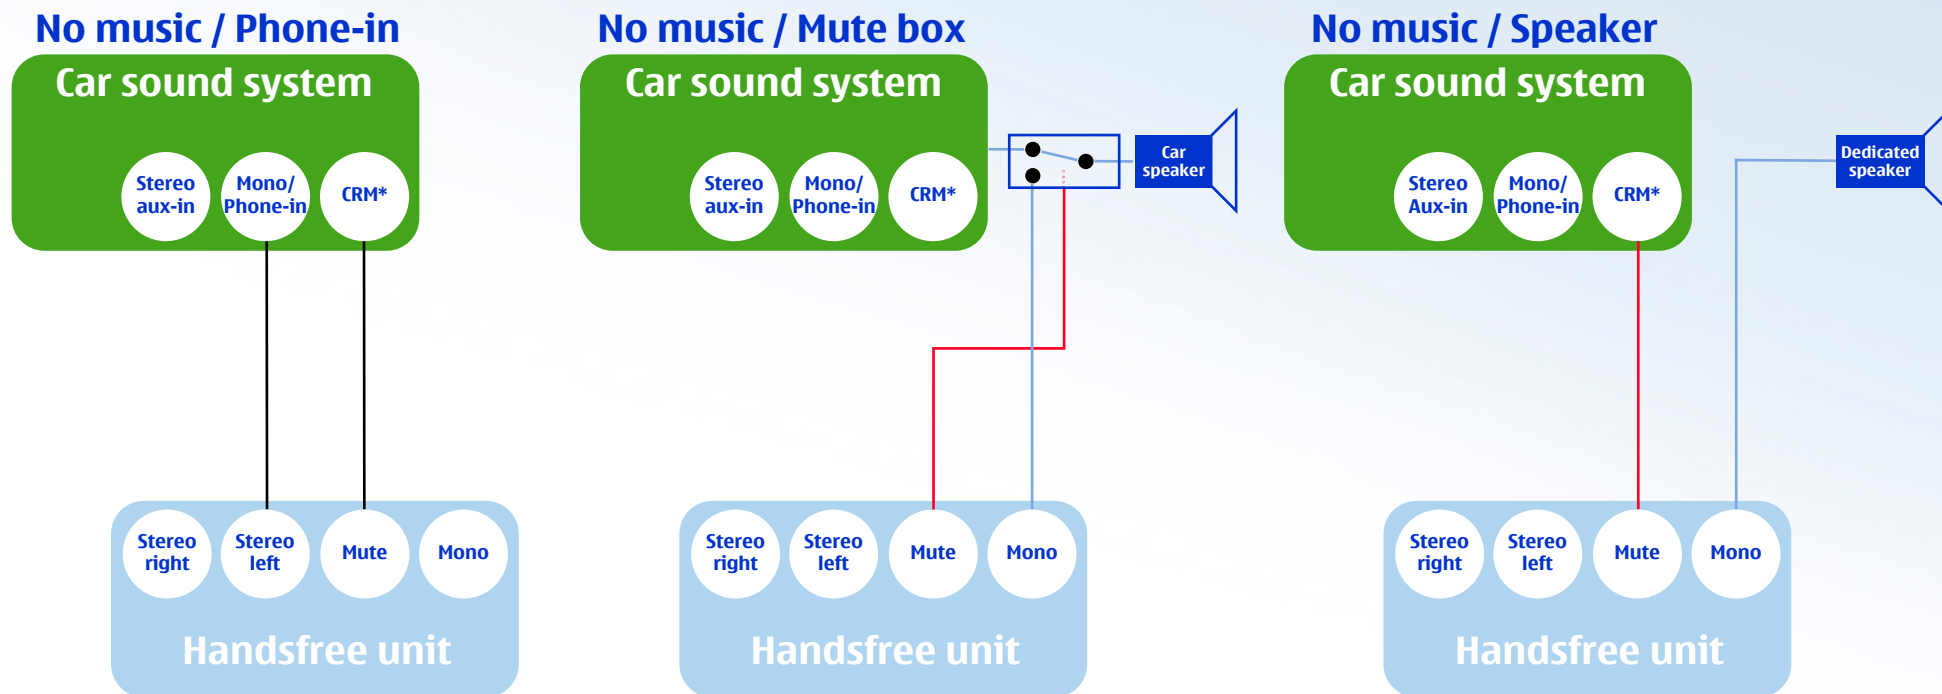 No music / Phone-in
Car sound system
Stereo
aux-in
Mono/
Phone-in
CRM*
Stereo
right
Stereo
left
Mute
Mono
Handsfree unit
No music / Mute box
Car sound system
Stereo
aux-in
Mono/
Phone-in
CRM*
Car
speaker
Stereo
right
Stereo
left
Mute
Mono
Handsfree unit
No music / Speaker
Car sound system
Stereo
Aux-in
Mono/
Phone-in
CRM*
Dedicated
speaker
Stereo
right
Stereo
left
Mute
Mono
Handsfree unit